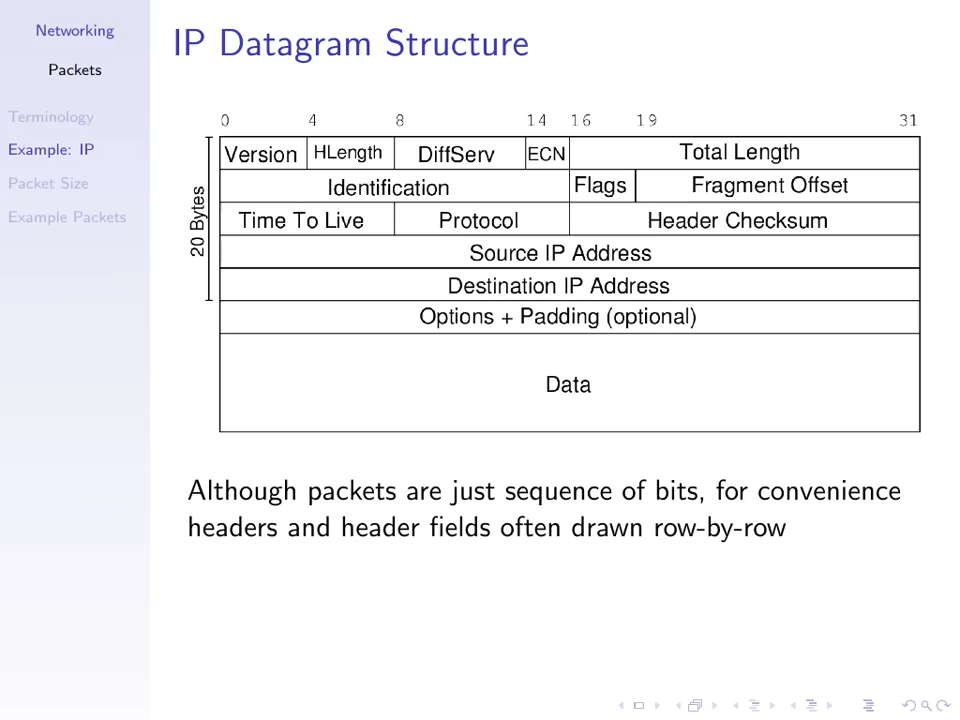 Networking
Packets
Terminology
Example: IP
Packet Size
Example Packets
IP Datagram Structure
0 4 8 14 16 19 31
Version HLength DiffServ ECN Total Length
Identification Flags Fragment Offset
Time To Live Protocol Header Checksum
Source IP Address
Destination IP Address
Options + Padding (optional)
Data
20 Bytes
Although packets are just sequence of bits, for convenience
headers and header fields often drawn row-by-row